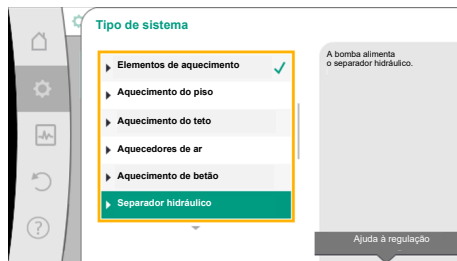 Tipo de sistema
Elementos de aquecimento
Aquecimento do piso
Aquecimento do teto
Aquecedores de ar
Aquecimento de betão
Separador hidráulico
A bomba alimenta
o separador hidráulico.
Ajuda à regulação
?